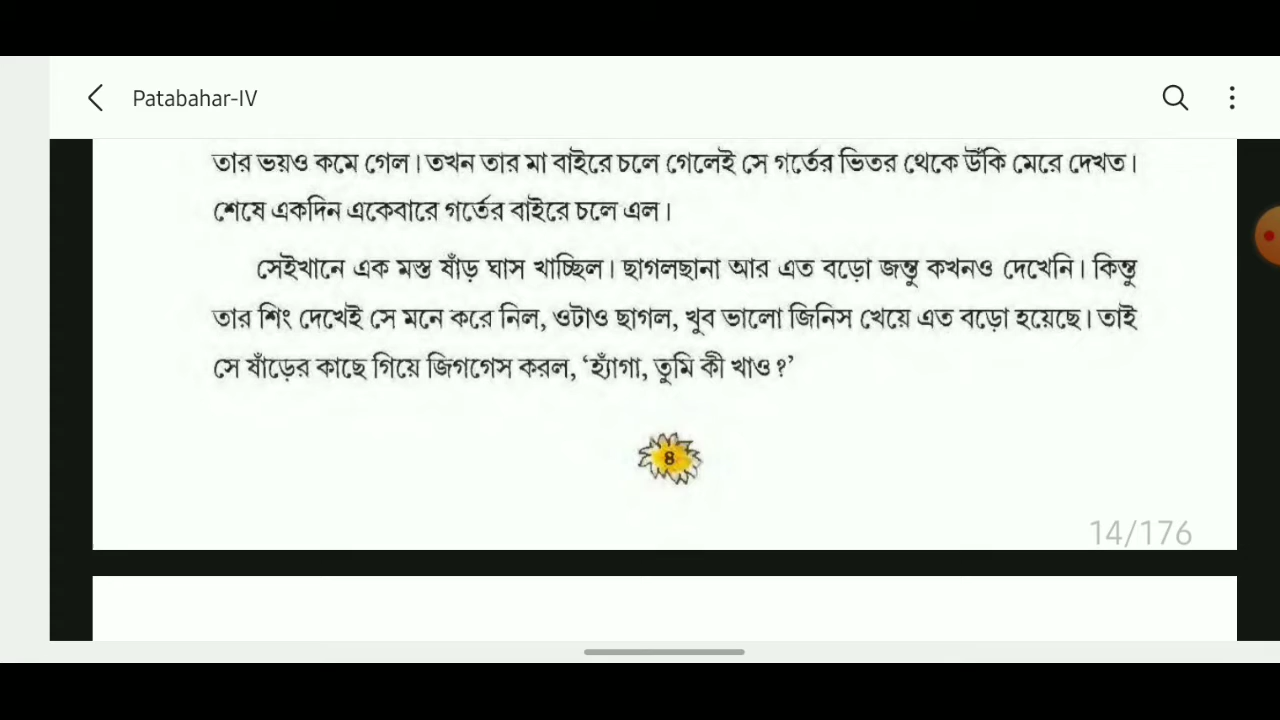 Patabahar-IV
তার ভয়ও কমে গেল। তখন তার মা বাইরে চলে গেলেই সে গর্তের ভিতর থেকে উঁকি মেরে দেখত।
শেষে একদিন একেবারে গর্তের বাইরে চলে এল।
সেইখানে এক মস্ত ষাঁড় ঘাস খাচ্ছিল। ছাগলছানা আর এত বড়ো জন্তু কখনও দেখেনি। কিন্তু
তার শিং দেখেই সে মনে করে নিল, ওটাও ছাগল, খুব ভালো জিনিস খেয়ে এত বড়ো হয়েছে। তাই
সে ষাঁড়ের কাছে গিয়ে জিগগেস করল, ‘হ্যাঁগা, তুমি কী খাও?’
8
14/176